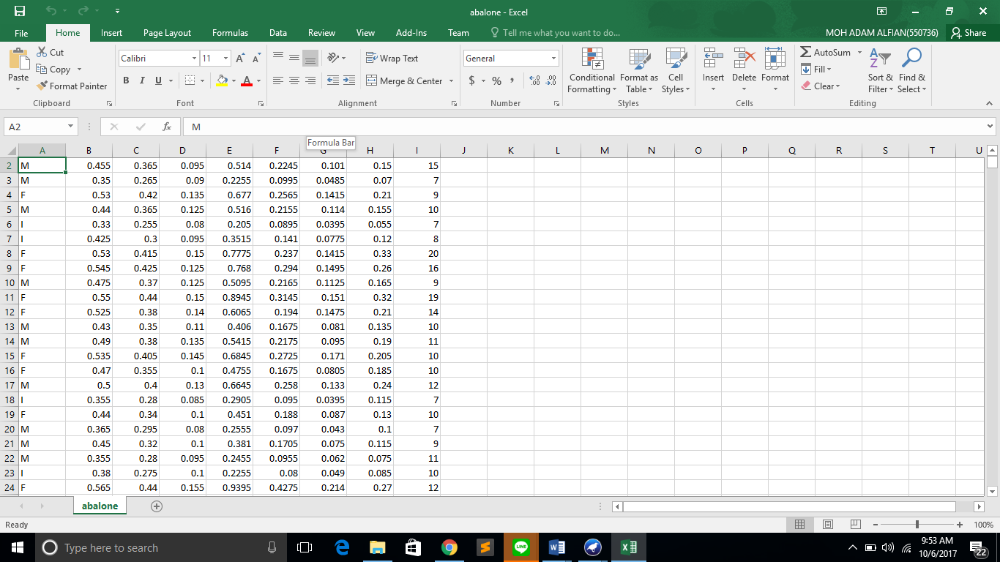 abalone - Excel
File Home Insert Page Layout Formulas Data Review View Add-Ins Team Tell me what you want to do... MOH ADAM ALFIAN(550736) Share
Cut
Copy
Format Painter
Paste
Clipboard
Calibri 11
B I U A
Font
Wrap Text
Merge & Center
Alignment
General
$ % ,
Number
Conditional Formatting
Format as Table
Cell Styles
Styles
Insert Delete Format
Cells
AutoSum
Fill
Clear
Sort & Filter
Find & Select
Editing
A2 fx M
Formula Bar
A B C D E F G H I J K L M N O P Q R S T U
2 M 0.455 0.365 0.095 0.514 0.2245 0.101 0.15 15
3 M 0.35 0.265 0.09 0.2255 0.0995 0.0485 0.07 7
4 F 0.53 0.42 0.135 0.677 0.2565 0.1415 0.21 9
5 M 0.44 0.365 0.125 0.516 0.2155 0.114 0.155 10
6 I 0.33 0.255 0.08 0.205 0.0895 0.0395 0.055 7
7 I 0.425 0.3 0.095 0.3515 0.141 0.0775 0.12 8
8 F 0.53 0.415 0.15 0.7775 0.237 0.1415 0.33 20
9 F 0.545 0.425 0.125 0.768 0.294 0.1495 0.26 16
10 M 0.475 0.37 0.125 0.5095 0.2165 0.1125 0.165 9
11 F 0.55 0.44 0.15 0.8945 0.3145 0.151 0.32 19
12 F 0.525 0.38 0.14 0.6065 0.194 0.1475 0.21 14
13 M 0.43 0.35 0.11 0.406 0.1675 0.081 0.135 10
14 M 0.49 0.38 0.135 0.5415 0.2175 0.095 0.19 11
15 F 0.535 0.405 0.145 0.6845 0.2725 0.171 0.205 10
16 F 0.47 0.355 0.1 0.4755 0.1675 0.0805 0.185 10
17 M 0.5 0.4 0.13 0.6645 0.258 0.133 0.24 12
18 I 0.355 0.28 0.085 0.2905 0.095 0.0395 0.115 7
19 F 0.44 0.34 0.1 0.451 0.188 0.087 0.13 10
20 M 0.365 0.295 0.08 0.2555 0.097 0.043 0.1 7
21 M 0.45 0.32 0.1 0.381 0.1705 0.075 0.115 9
22 M 0.355 0.28 0.095 0.2455 0.0955 0.062 0.075 11
23 I 0.38 0.275 0.1 0.2255 0.08 0.049 0.085 10
24 F 0.565 0.44 0.155 0.9395 0.4275 0.214 0.27 12
abalone
Ready 100%
Type here to search
LINE
9:53 AM
10/6/2017
22